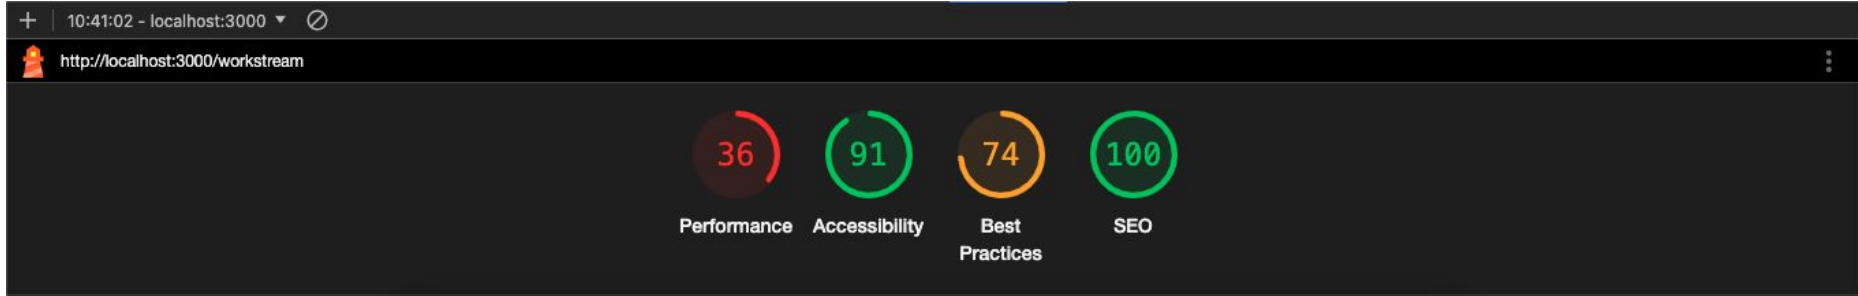 10:41:02 - localhost:3000
http://localhost:3000/workstream
36 91 74 100
Performance Accessibility Best Practices SEO